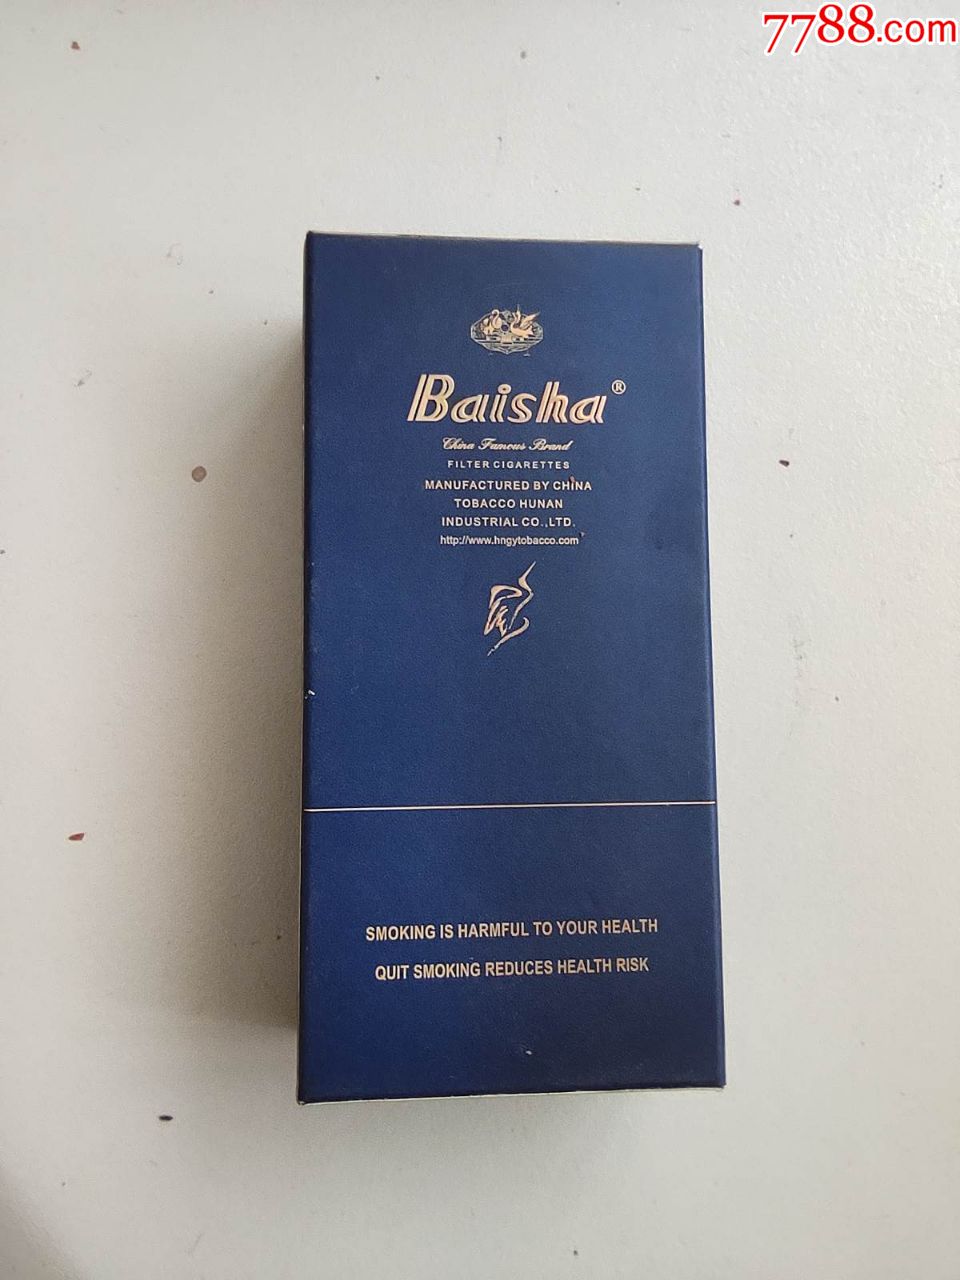 7788.com
Baisha®
China Famous Brand
FILTER CIGARETTES
MANUFACTURED BY CHINA
TOBACCO HUNAN
INDUSTRIAL CO.,LTD.
http://www.hngytobacco.com
SMOKING IS HARMFUL TO YOUR HEALTH
QUIT SMOKING REDUCES HEALTH RISK